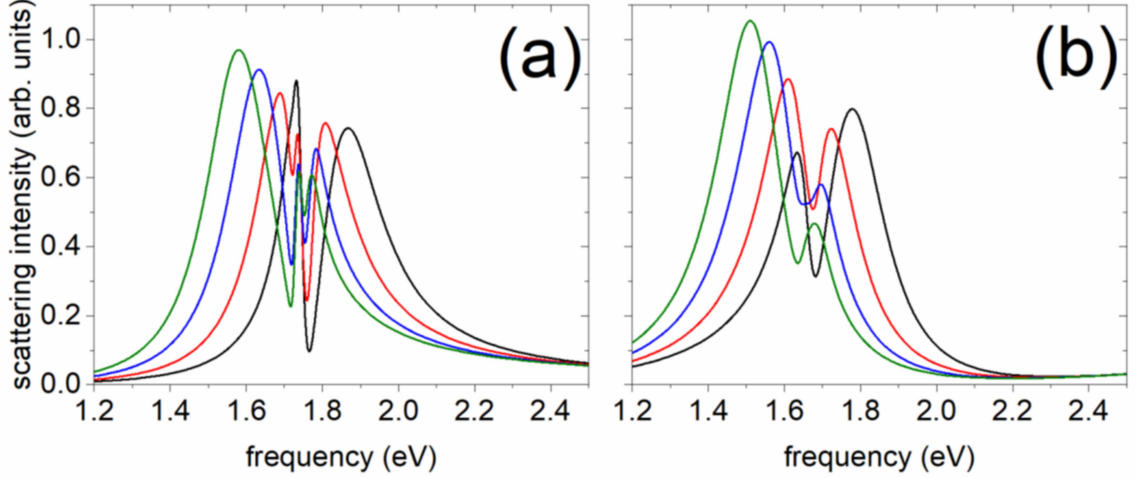 (a)
(b)
scattering intensity (arb. units)
1.0
0.8
0.6
0.4
0.2
0.0
1.2 1.4 1.6 1.8 2.0 2.2 2.4
1.2 1.4 1.6 1.8 2.0 2.2 2.4
frequency (eV)
frequency (eV)